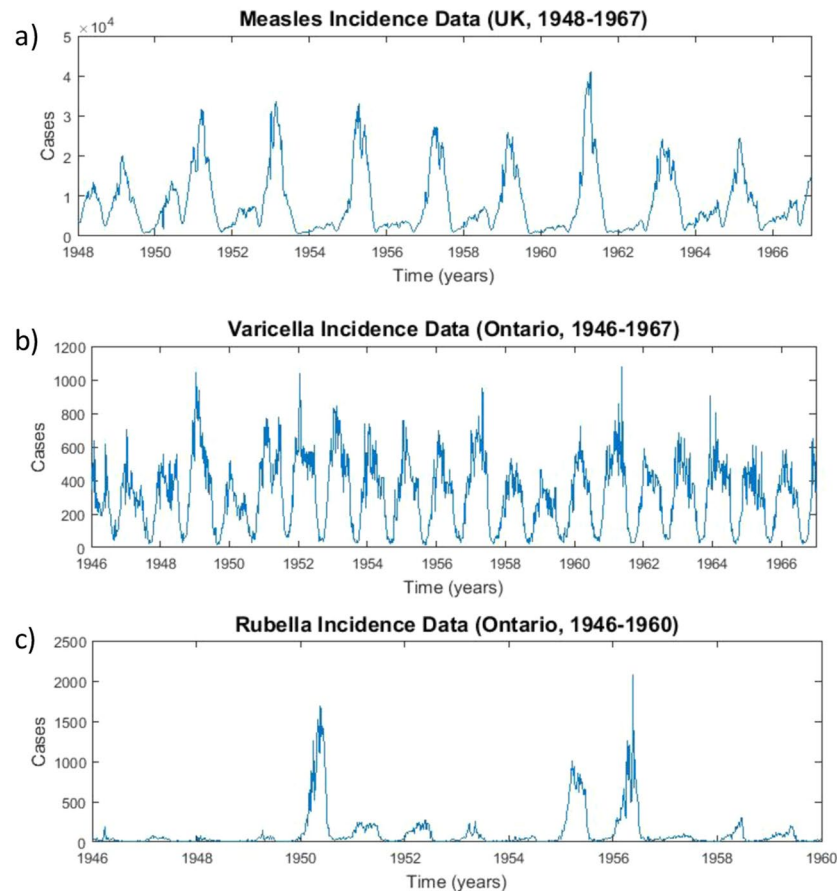 Measles Incidence Data (UK, 1948-1967)
a)
× 10⁴
5
4
3
2
1
0
Cases
1948 1950 1952 1954 1956 1958 1960 1962 1964 1966
Time (years)
Varicella Incidence Data (Ontario, 1946-1967)
b)
1200
1000
800
600
400
200
0
Cases
1946 1948 1950 1952 1954 1956 1958 1960 1962 1964 1966
Time (years)
Rubella Incidence Data (Ontario, 1946-1960)
c)
2500
2000
1500
1000
500
0
Cases
1946 1948 1950 1952 1954 1956 1958 1960
Time (years)